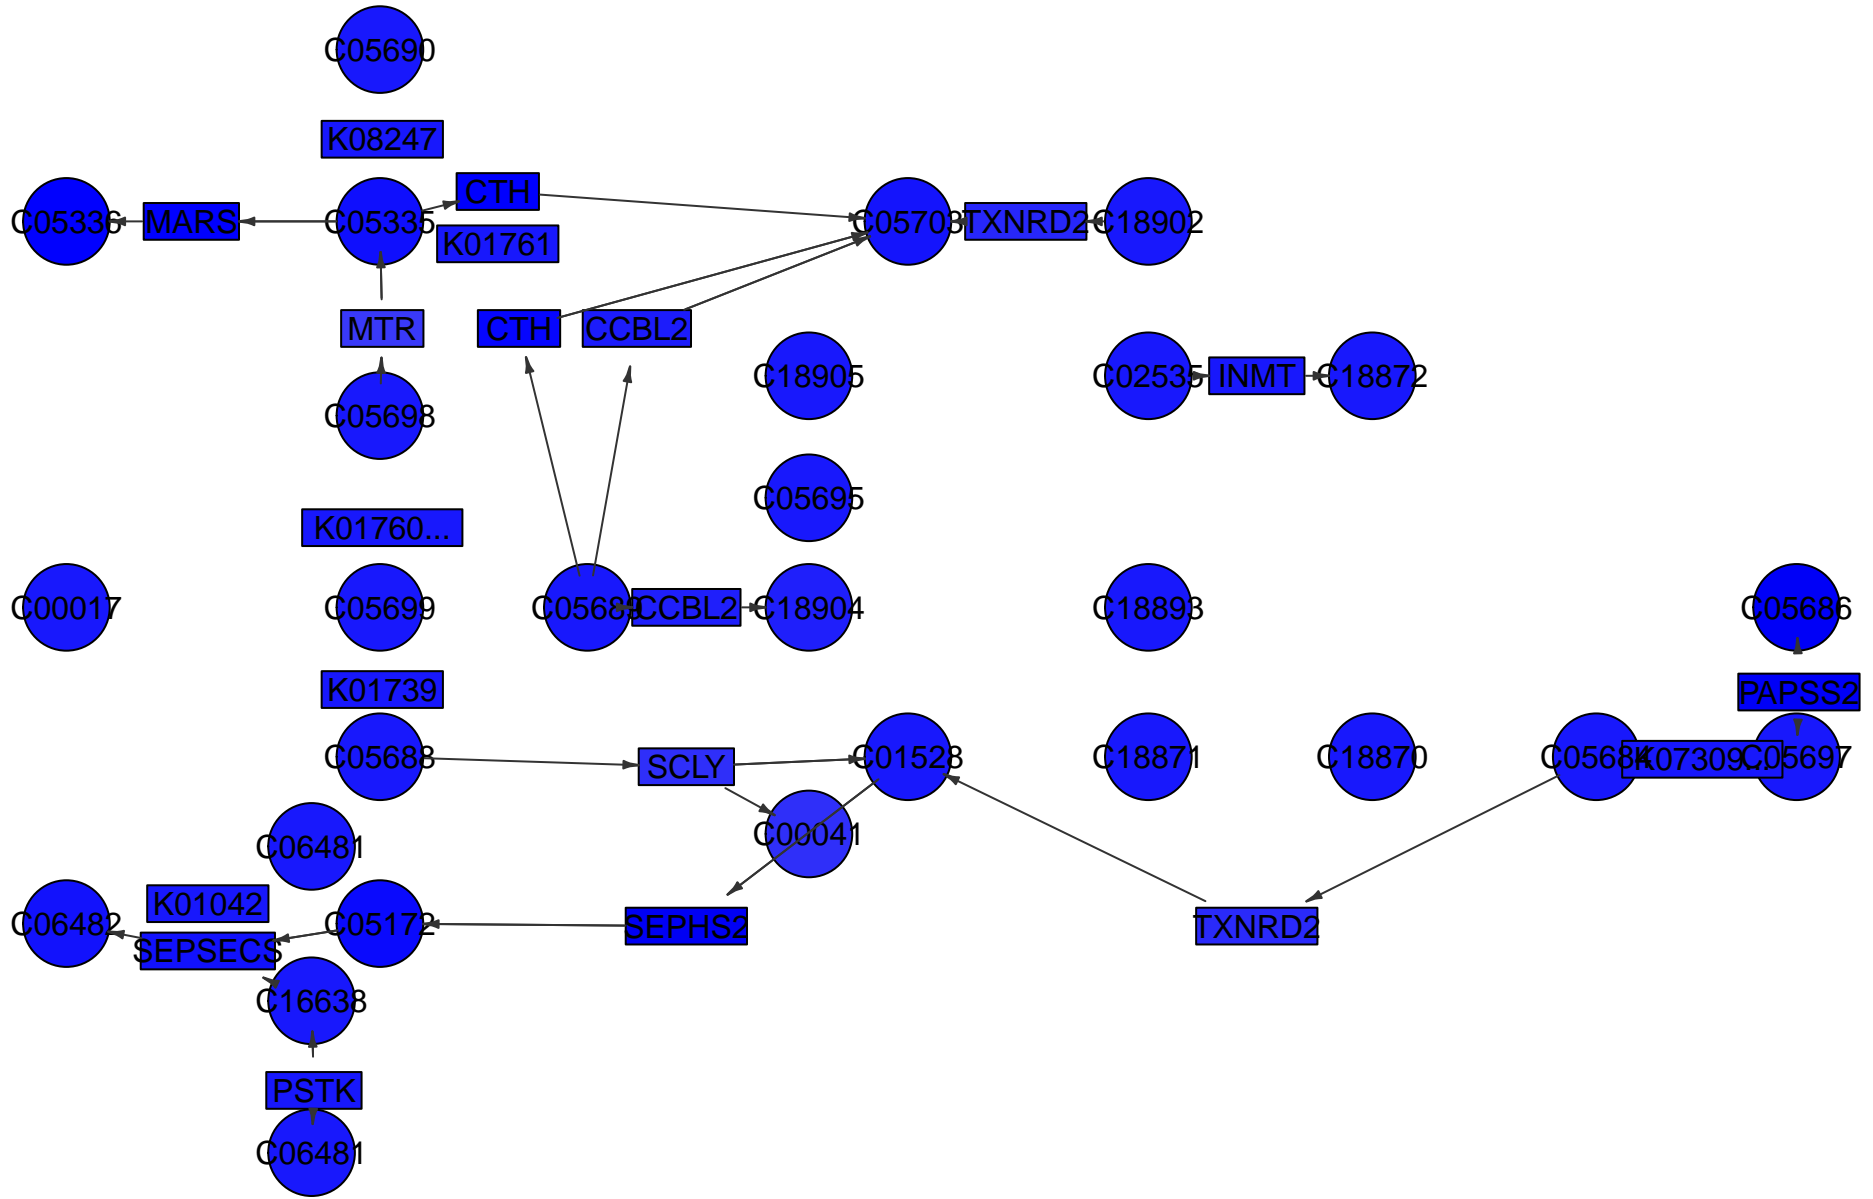 C05690
K08247
CTH
C05336
MARS
C05335
C05703
TXNRD2
C18902
K01761
MTR
CTH
CCBL2
C18905
C02535
INMT
C18872
C05698
C05695
K01760...
C00017
C05699
C05689
CCBL2
C18904
C18893
C05686
K01739
PAPSS2
C05688
SCLY
C01528
C18871
C18870
C05684
K07309...
C05697
C00041
C06481
K01042
C06482
C05172
SEPHS2
TXNRD2
SEPSECS
C16638
PSTK
C06481